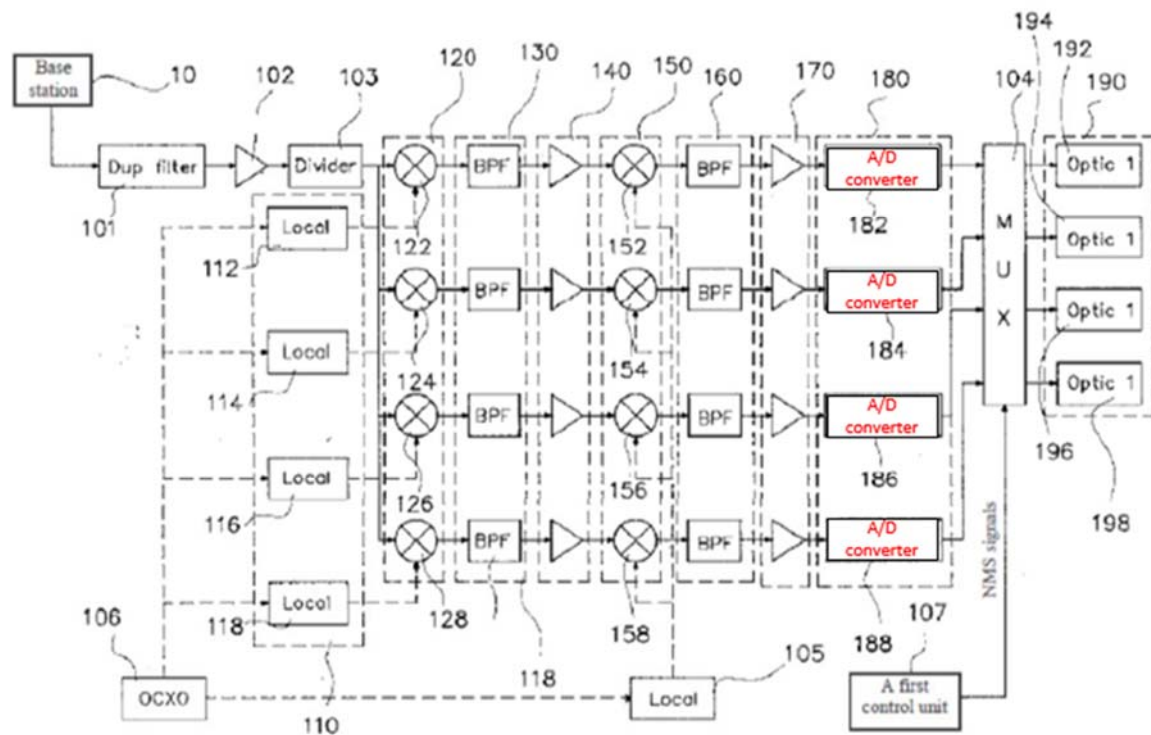 Base
station
10
102
103
120
130
140
150
160
170
180
104
194
192
190
Dup filter
Divider
BPF
BPF
A/D
converter
Optic 1
101
Local
112
122
152
182
M
U
X
Optic 1
BPF
BPF
A/D
converter
Local
114
124
154
184
Optic 1
BPF
BPF
A/D
converter
Optic 1
Local
116
126
156
186
196
198
BPF
BPF
A/D
converter
NMS signals
Local
118
128
158
188
107
106
118
105
OCXO
110
Local
A first
control unit